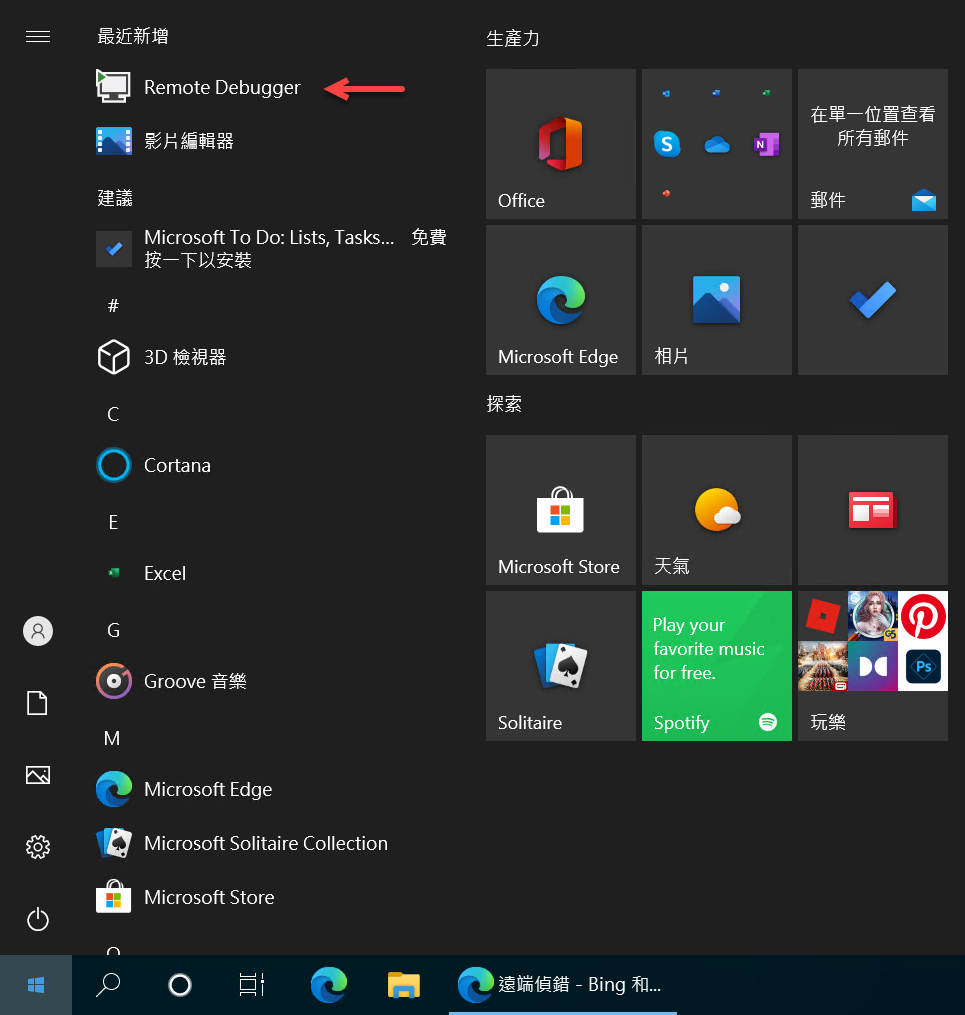 最近新增
Remote Debugger
影片編輯器
建議
Microsoft To Do: Lists, Tasks... 免費
按一下以安裝
#
3D 檢視器
C
Cortana
E
Excel
G
Groove 音樂
M
Microsoft Edge
Microsoft Solitaire Collection
Microsoft Store
生產力
Office
S
N
在單一位置查看
所有郵件
郵件
Microsoft Edge
相片
探索
Microsoft Store
天氣
Solitaire
Play your
favorite music
for free.
Spotify
Ps
玩樂
遠端偵錯 - Bing 和...